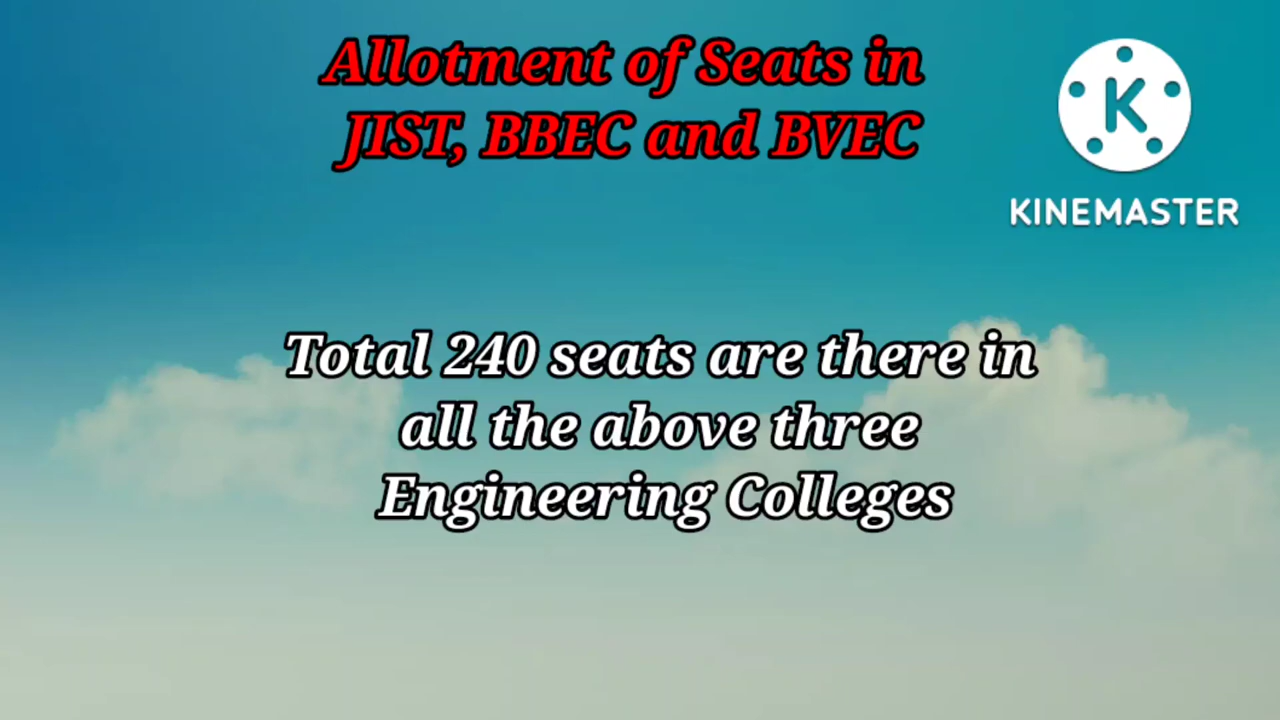 Allotment of Seats in
JIST, BBEC and BVEC
K
KINEMASTER
Total 240 seats are there in
all the above three
Engineering Colleges